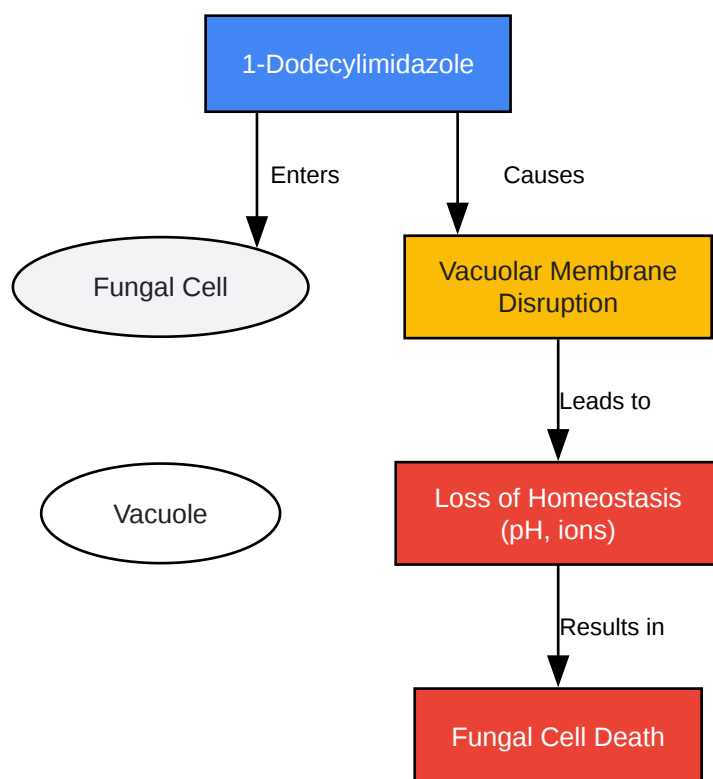 1-Dodecylimidazole
Enters
Causes
Fungal Cell
Vacuolar Membrane
Disruption
Leads to
Vacuole
Loss of Homeostasis
(pH, ions)
Results in
Fungal Cell Death